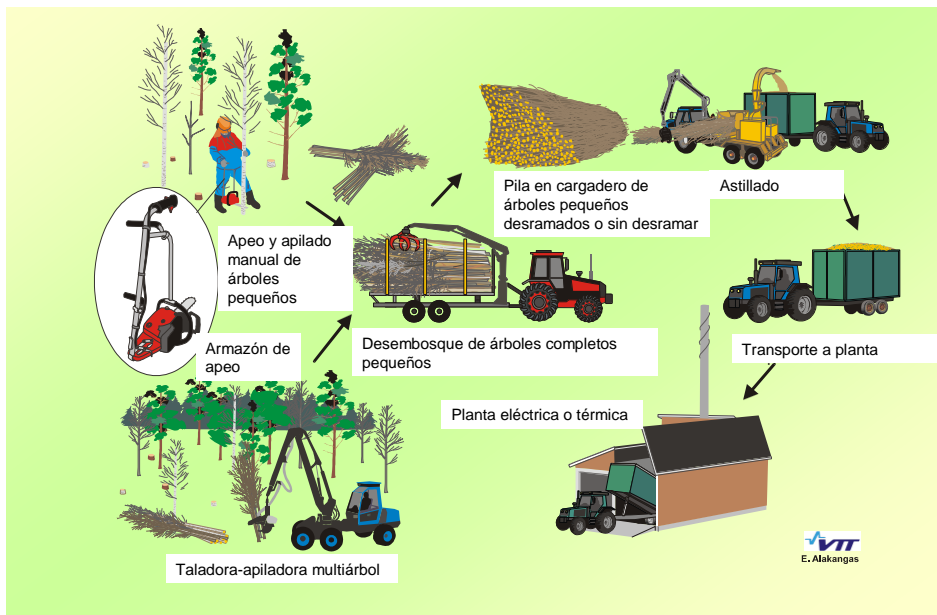 Pila en cargadero de
árboles pequeños
desramados o sin desramar
Astillado
Apeo y apilado
manual de
árboles
pequeños
Armazón de
apeo
Desembosque de árboles completos
pequeños
Transporte a planta
Planta eléctrica o térmica
Taladora-apiladora multiárbol
VTT
E. Alakangas